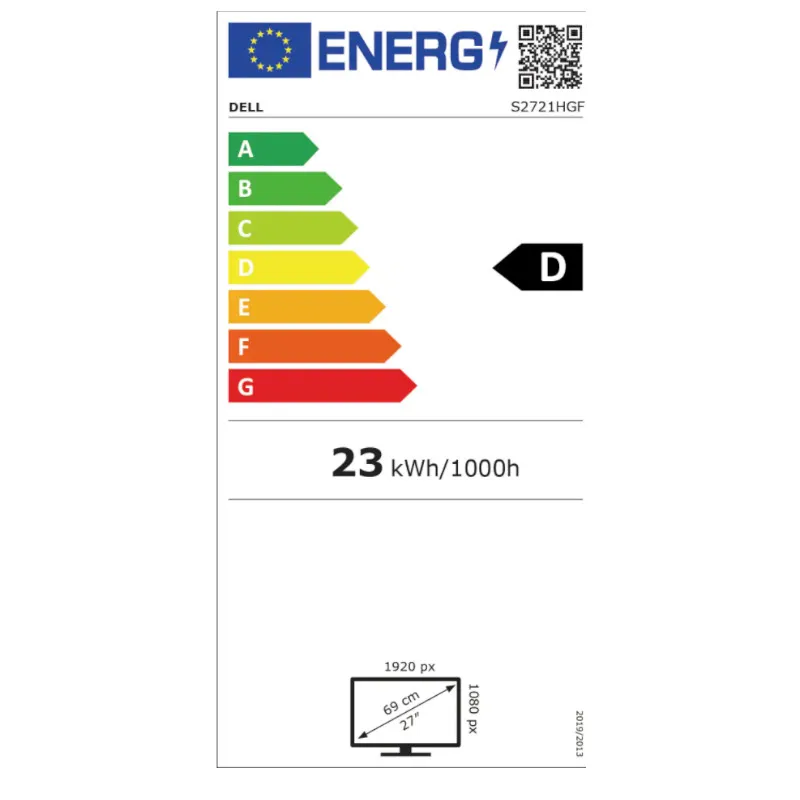 ENERG
DELL S2721HGF
A
B
C
D
D
E
F
G
23 kWh/1000h
1920 px
69 cm
27"
1080 px
2019/2013